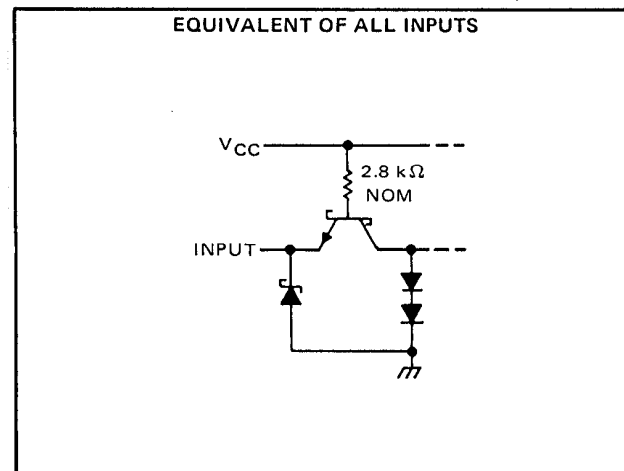 EQUIVALENT OF ALL INPUTS
VCC
2.8 kΩ
NOM
INPUT